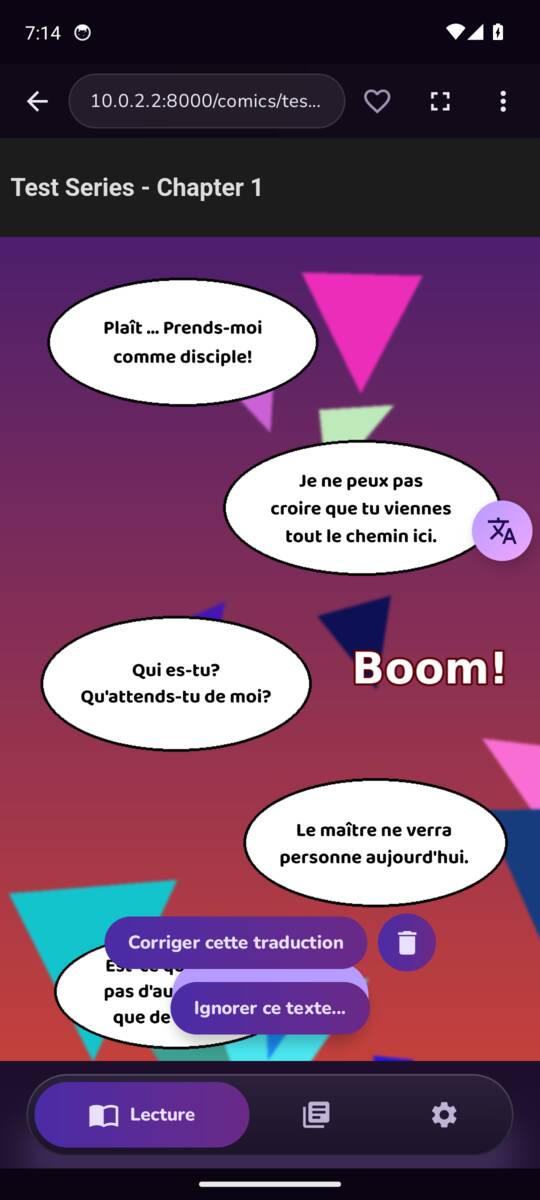 7:14
10.0.2.2:8000/comics/tes...
Test Series - Chapter 1
Plaît ... Prends-moi
comme disciple!
Je ne peux pas
croire que tu viennes
tout le chemin ici.
Qui es-tu?
Qu'attends-tu de moi?
Boom!
Le maître ne verra
personne aujourd'hui.
Corriger cette traduction
pas
que de
Ignorer ce texte...
Lecture